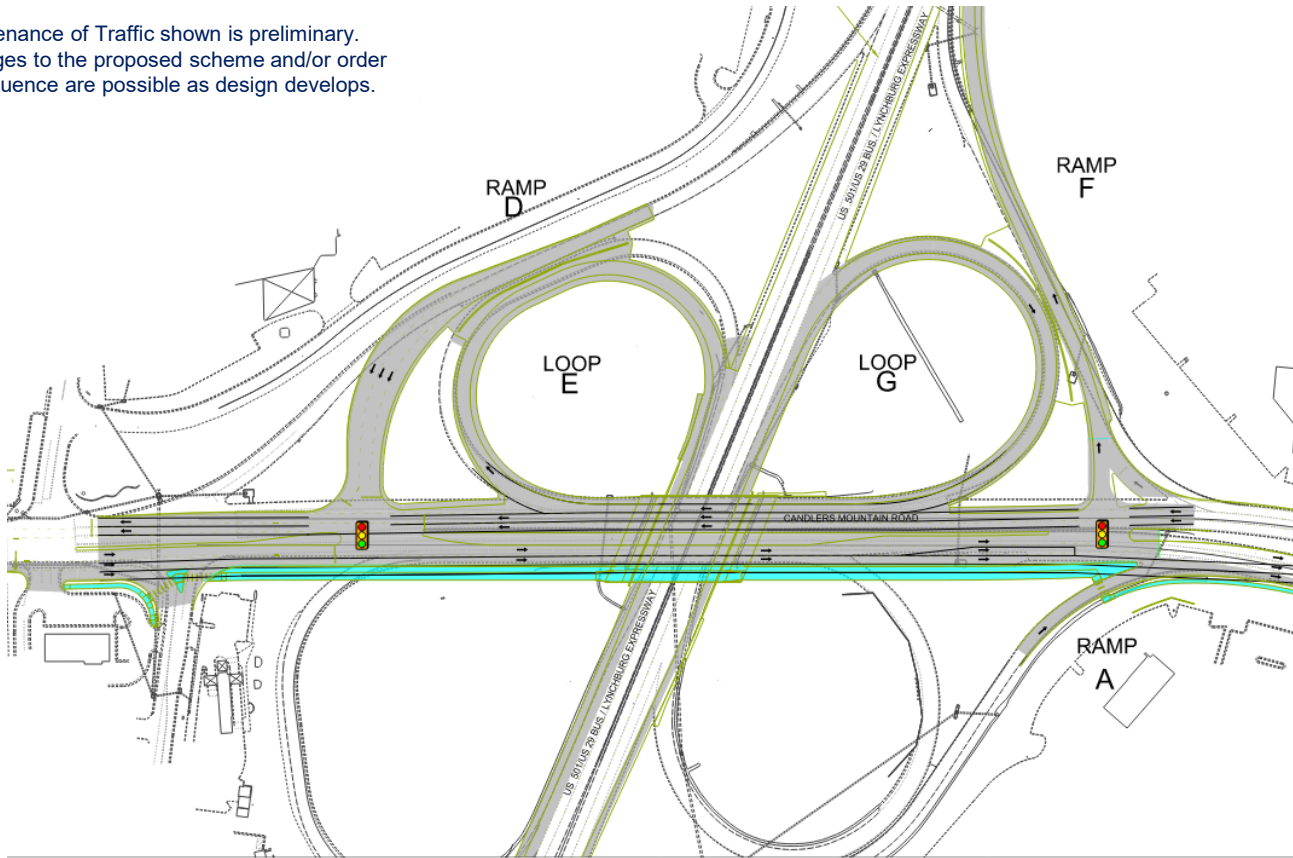 enance of Traffic shown is preliminary.
ges to the proposed scheme and/or order
uence are possible as design develops.
US 501/US 29 BUS./ LYNCHBURG EXPRESSWAY
RAMP
F
RAMP
D
LOOP
E
LOOP
G
CANDLERS MOUNTAIN ROAD
US 501/US 29 BUS./ LYNCHBURG EXPRESSWAY
RAMP
A